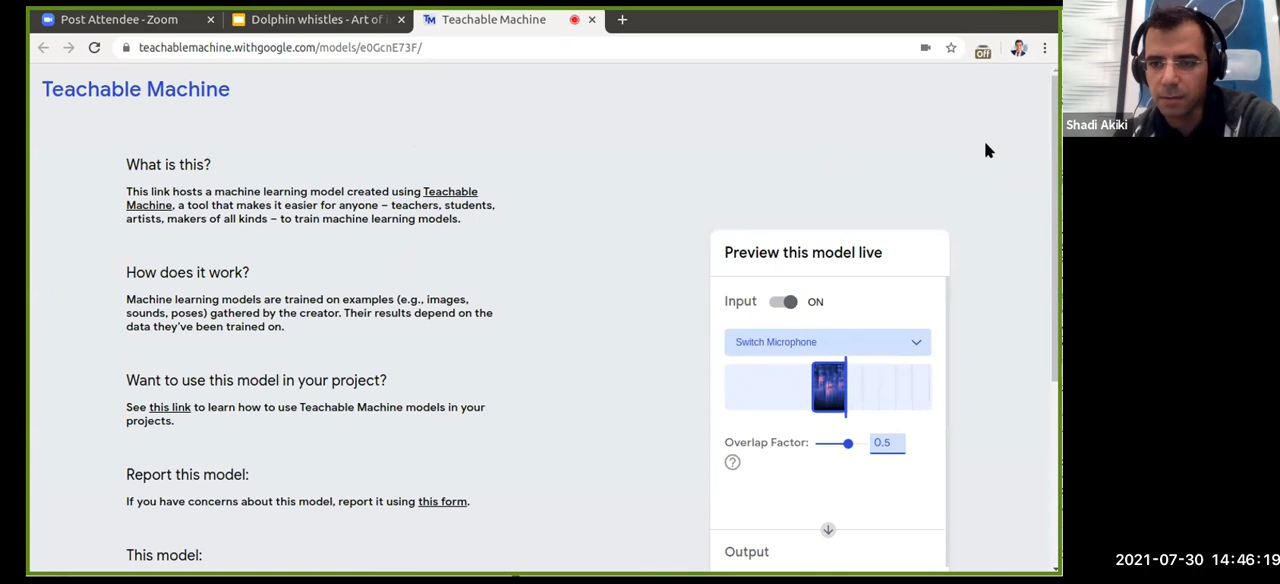 Post Attendee - Zoom
Dolphin whistles - Art of
Teachable Machine
teachablemachine.withgoogle.com/models/e0GcnE73F/
Off
Teachable Machine
What is this?
This link hosts a machine learning model created using Teachable
Machine, a tool that makes it easier for anyone – teachers, students,
artists, makers of all kinds – to train machine learning models.
How does it work?
Machine learning models are trained on examples (e.g., images,
sounds, poses) gathered by the creator. Their results depend on the
data they've been trained on.
Want to use this model in your project?
See this link to learn how to use Teachable Machine models in your
projects.
Report this model:
If you have concerns about this model, report it using this form.
This model:
Preview this model live
Input ON
Switch Microphone
Overlap Factor: 0.5
?
Output
Shadi Akiki
2021-07-30 14:46:19